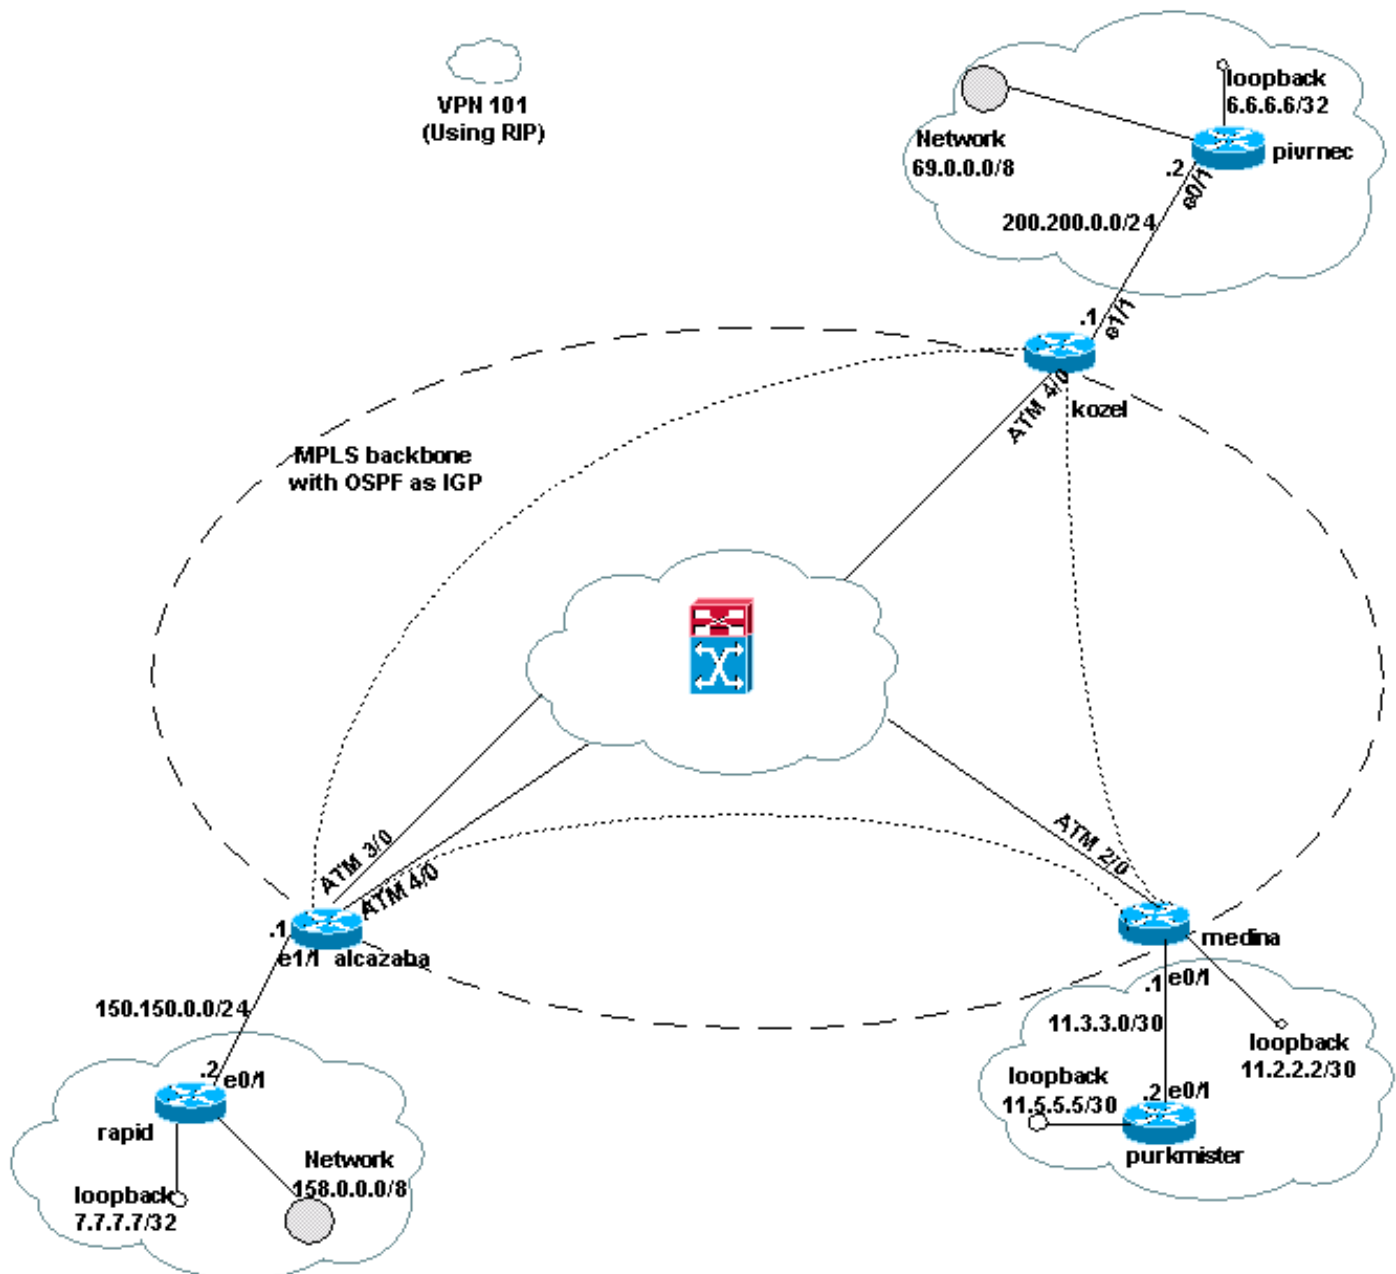 VPN 101
(Using RIP)
loopback
6.6.6.6/32
Network
69.0.0.0/8
pivrnec
.2
e0/1
200.200.0.0/24
.1
e1/1
ATM 4/0
kozel
MPLS backbone
with OSPF as IGP
ATM 3/0
ATM 4/0
ATM 2/0
.1
e1/1 alcazaba
medina
150.150.0.0/24
.1
e0/1
11.3.3.0/30
loopback
11.2.2.2/30
.2
e0/1
rapid
loopback
11.5.5.5/30
.2
e0/1
purkmister
Network
158.0.0.0/8
loopback
7.7.7.7/32